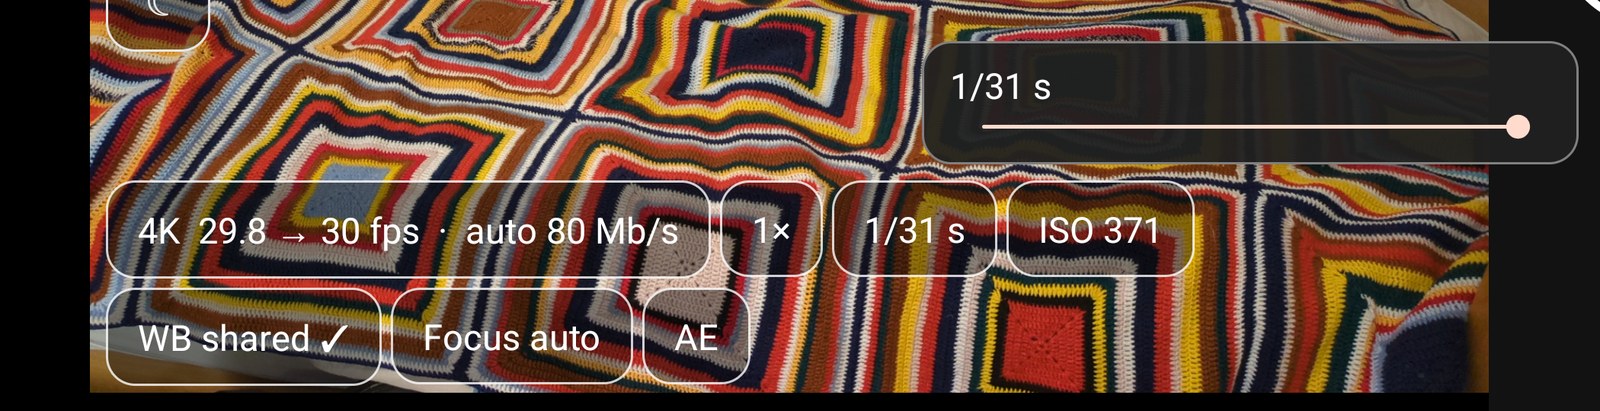 1/31 s
4K 29.8 → 30 fps · auto 80 Mb/s 1× 1/31 s ISO 371
WB shared ✓ Focus auto AE